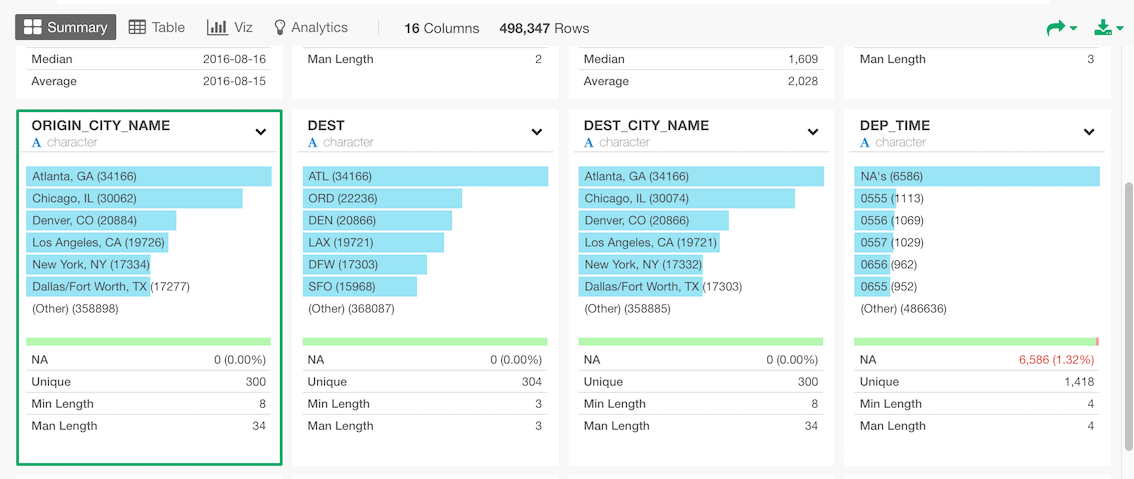 Summary Table Viz Analytics 16 Columns 498,347 Rows
Median 2016-08-16
Average 2016-08-15
Man Length 2
Median 1,609
Average 2,028
Man Length 3
ORIGIN_CITY_NAME
A character
Atlanta, GA (34166)
Chicago, IL (30062)
Denver, CO (20884)
Los Angeles, CA (19726)
New York, NY (17334)
Dallas/Fort Worth, TX (17277)
(Other) (358898)
NA 0 (0.00%)
Unique 300
Min Length 8
Man Length 34
DEST
A character
ATL (34166)
ORD (22236)
DEN (20866)
LAX (19721)
DFW (17303)
SFO (15968)
(Other) (368087)
NA 0 (0.00%)
Unique 304
Min Length 3
Man Length 3
DEST_CITY_NAME
A character
Atlanta, GA (34166)
Chicago, IL (30074)
Denver, CO (20866)
Los Angeles, CA (19721)
New York, NY (17332)
Dallas/Fort Worth, TX (17303)
(Other) (358885)
NA 0 (0.00%)
Unique 300
Min Length 8
Man Length 34
DEP_TIME
A character
NA's (6586)
0555 (1113)
0556 (1069)
0557 (1029)
0656 (962)
0655 (952)
(Other) (486636)
NA 6,586 (1.32%)
Unique 1,418
Min Length 4
Man Length 4